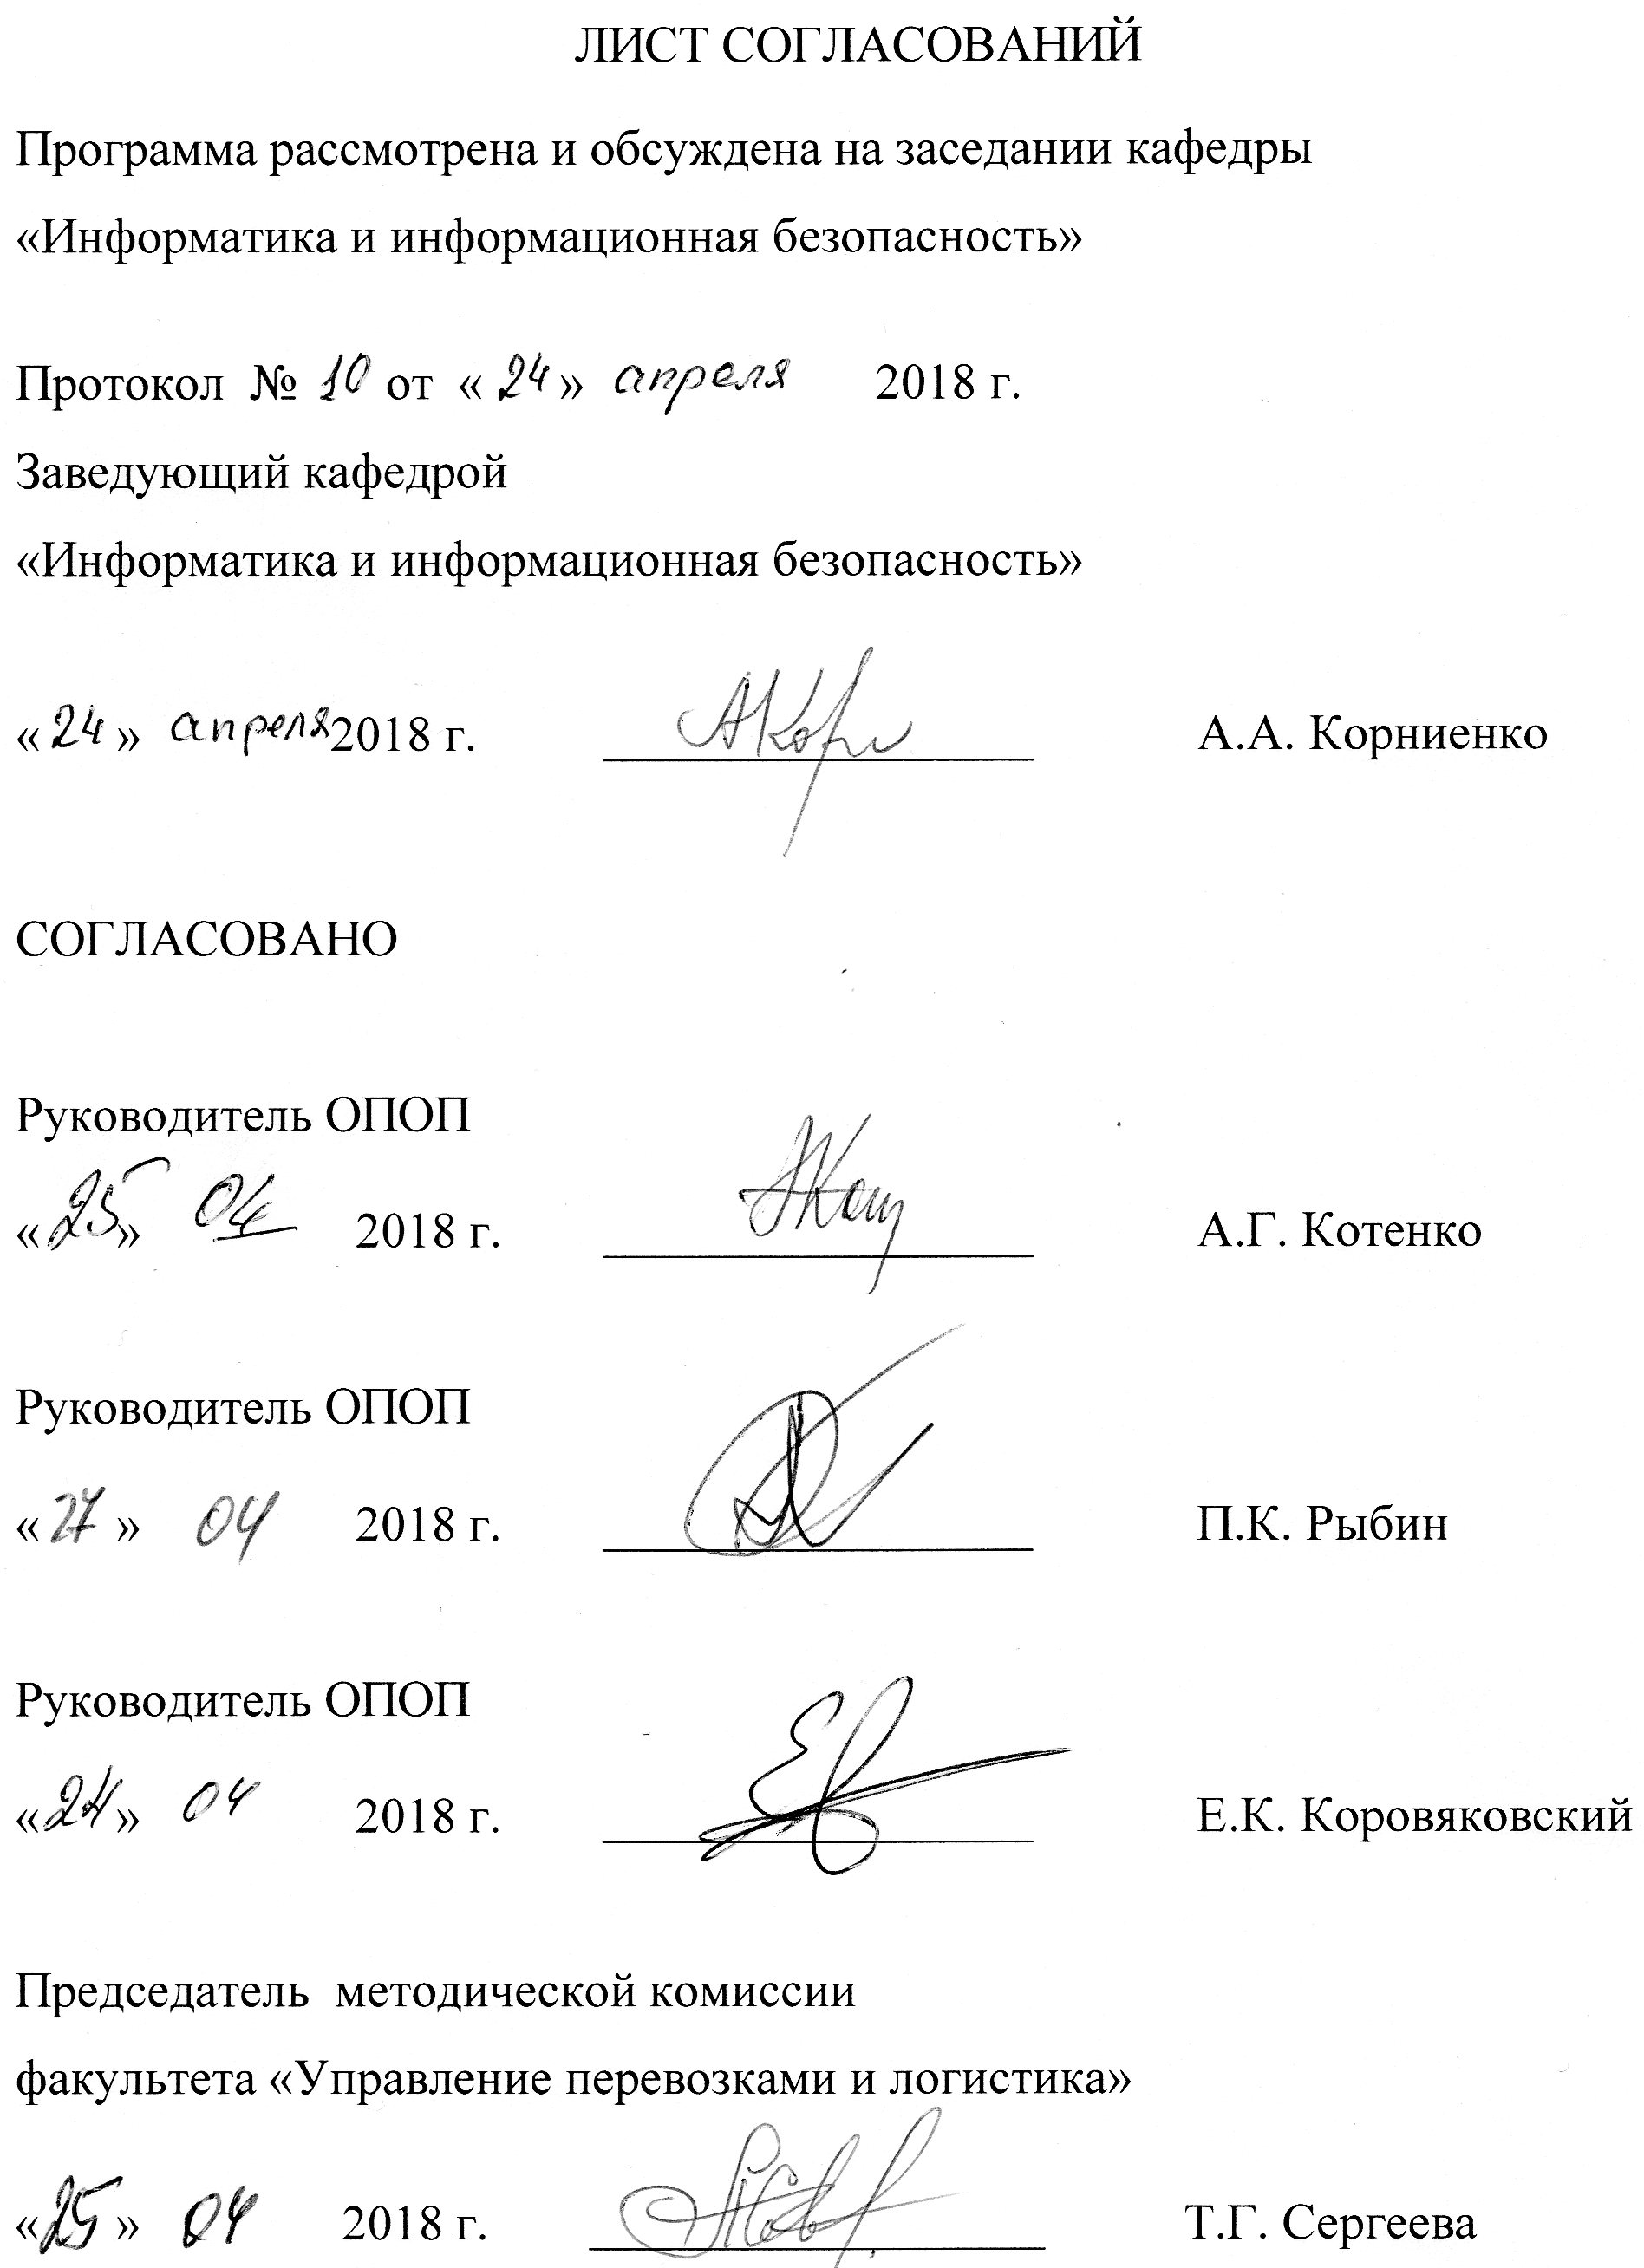 ЛИСТ СОГЛАСОВАНИЙ
Программа рассмотрена и обсуждена на заседании кафедры
«Информатика и информационная безопасность»
Протокол № 10 от « 24 » апреля 2018 г.
Заведующий кафедрой
«Информатика и информационная безопасность»
« 24 » апреля 2018 г. А.А. Корниенко
СОГЛАСОВАНО
Руководитель ОПОП
« 25 » 04 2018 г. А.Г. Котенко
Руководитель ОПОП
« 27 » 04 2018 г. П.К. Рыбин
Руководитель ОПОП
« 24 » 04 2018 г. Е.К. Коровяковский
Председатель методической комиссии
факультета «Управление перевозками и логистика»
« 25 » 04 2018 г. Т.Г. Сергеева